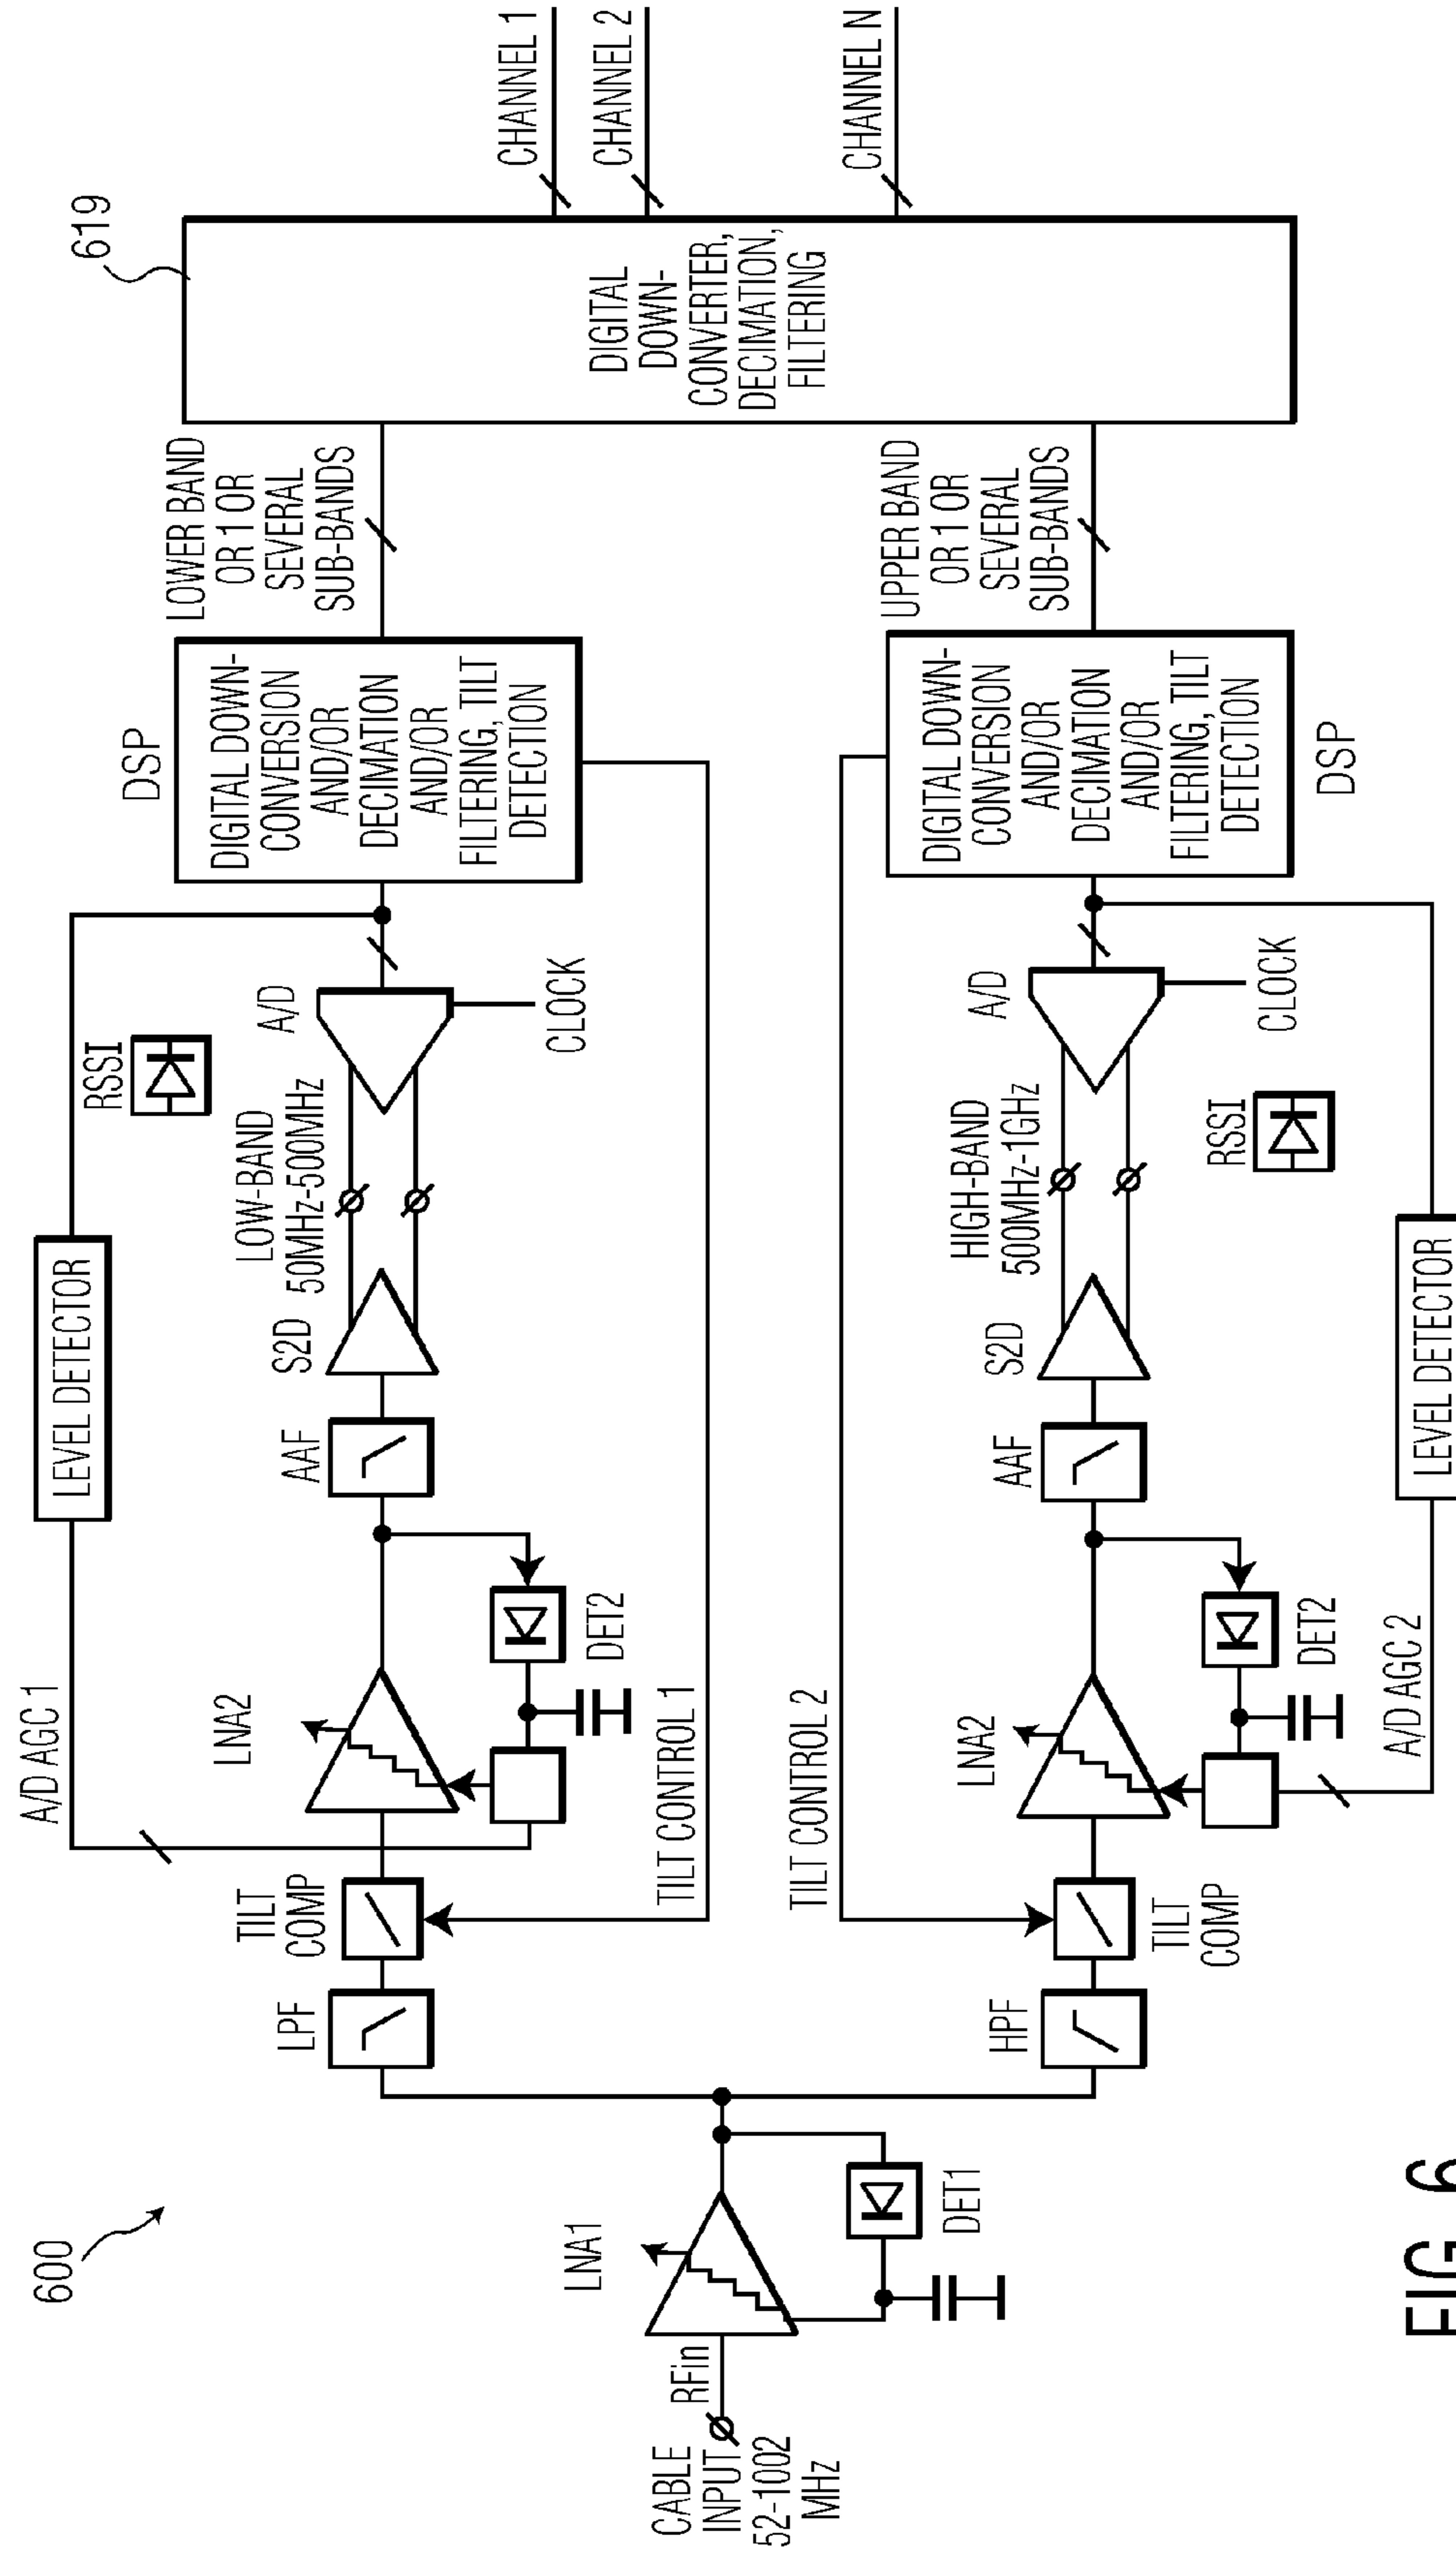 600
CABLE
INPUT
52-1002
MHz
RFin
LNA1
DET1
LPF
TILT
COMP
A/D AGC 1
LNA2
DET2
TILT CONTROL 1
LEVEL DETECTOR
AAF
S2D
LOW-BAND
50MHz-500MHz
RSSI
A/D
CLOCK
DSP
DIGITAL DOWN-
CONVERSION
AND/OR
DECIMATION
AND/OR
FILTERING, TILT
DETECTION
LOWER BAND
OR 1 OR
SEVERAL
SUB-BANDS
HPF
TILT
COMP
TILT CONTROL 2
LNA2
DET2
A/D AGC 2
AAF
S2D
HIGH-BAND
500MHz-1GHz
RSSI
LEVEL DETECTOR
A/D
CLOCK
DIGITAL DOWN-
CONVERSION
AND/OR
DECIMATION
AND/OR
FILTERING, TILT
DETECTION
DSP
UPPER BAND
OR 1 OR
SEVERAL
SUB-BANDS
619
DIGITAL
DOWN-
CONVERTER,
DECIMATION,
FILTERING
CHANNEL 1
CHANNEL 2
CHANNEL N
FIG. 6